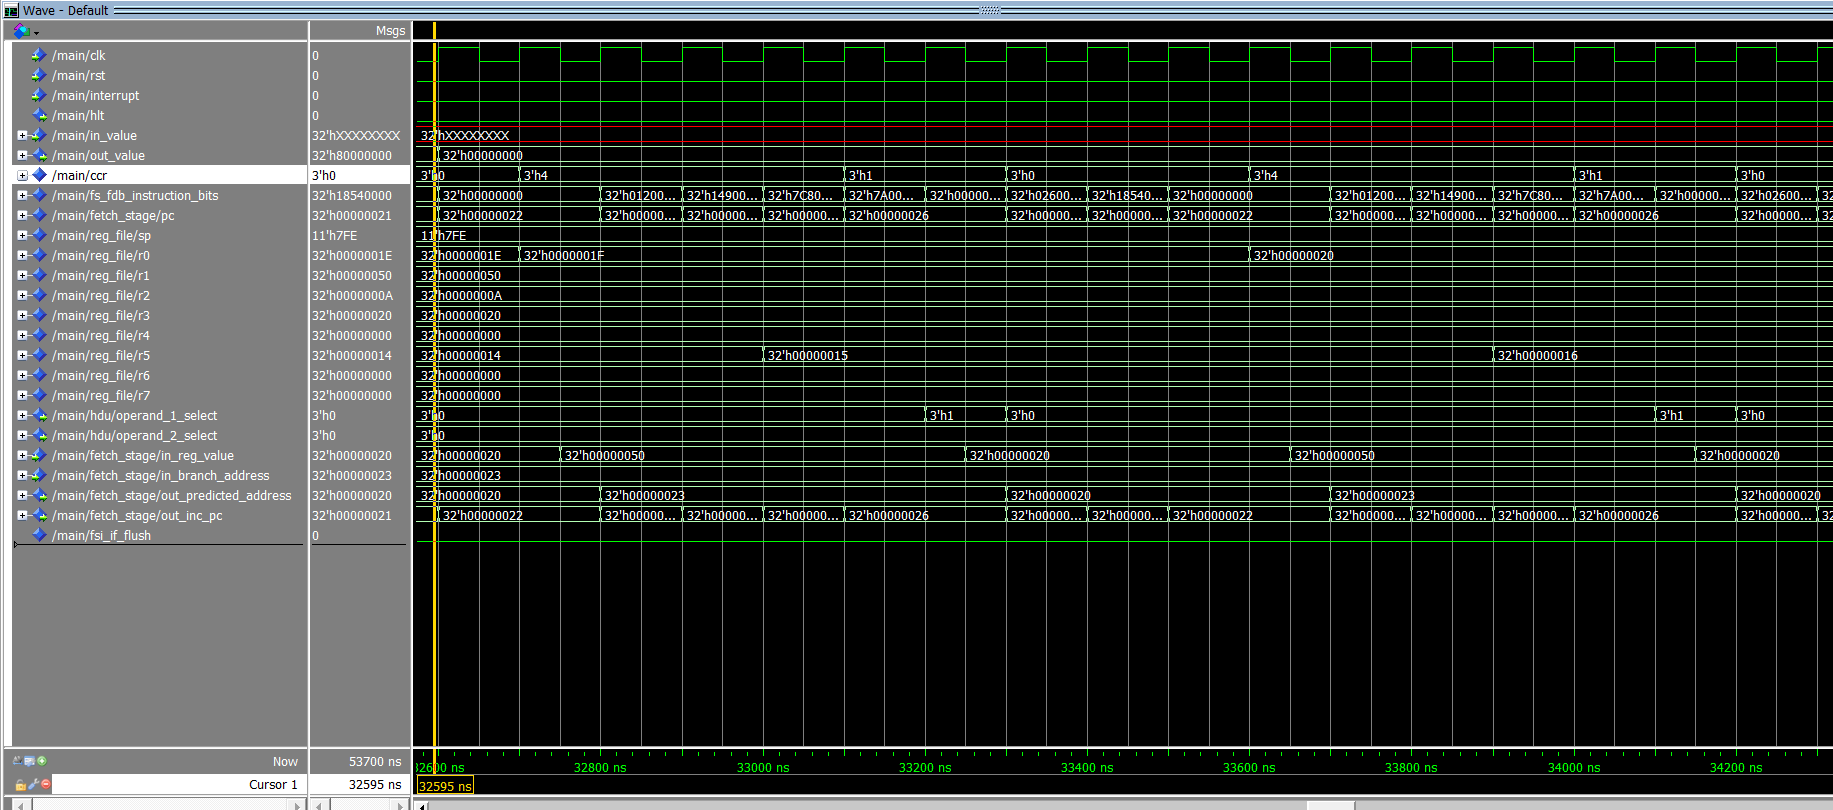 Wave - Default
Msgs
/main/clk 0
/main/rst 0
/main/interrupt 0
/main/hlt 0
/main/in_value 32'hXXXXXXXX 32'hXXXXXXXX
/main/out_value 32'h80000000 32'h00000000
/main/ccr 3'h0 3'h0 3'h4 3'h1 3'h0 3'h4 3'h1 3'h0
/main/fs_fdb_instruction_bits 32'h18540000 32'h00000000 32'h01200... 32'h14900... 32'h7C80... 32'h7A00... 32'h00000... 32'h02600... 32'h18540... 32'h00000000 32'h01200... 32'h14900... 32'h7C80... 32'h7A00... 32'h00000... 32'h02600... 32
/main/fetch_stage/pc 32'h00000021 32'h00000022 32'h00000... 32'h00000... 32'h00000... 32'h00000026 32'h00000... 32'h00000... 32'h00000022 32'h00000... 32'h00000... 32'h00000... 32'h00000026 32'h00000... 32
/main/reg_file/sp 11'h7FE 11'h7FE
/main/reg_file/r0 32'h0000001E 32'h0000001E 32'h0000001F 32'h00000020
/main/reg_file/r1 32'h00000050 32'h00000050
/main/reg_file/r2 32'h0000000A 32'h0000000A
/main/reg_file/r3 32'h00000020 32'h00000020
/main/reg_file/r4 32'h00000000 32'h00000000
/main/reg_file/r5 32'h00000014 32'h00000014 32'h00000015 32'h00000016
/main/reg_file/r6 32'h00000000 32'h00000000
/main/reg_file/r7 32'h00000000 32'h00000000
/main/hdu/operand_1_select 3'h0 3'h0 3'h1 3'h0 3'h1 3'h0
/main/hdu/operand_2_select 3'h0 3'h0
/main/fetch_stage/in_reg_value 32'h00000020 32'h00000020 32'h00000050 32'h00000020 32'h00000050 32'h00000020
/main/fetch_stage/in_branch_address 32'h00000023 32'h00000023
/main/fetch_stage/out_predicted_address 32'h00000020 32'h00000020 32'h00000023 32'h00000020 32'h00000023 32'h00000020
/main/fetch_stage/out_inc_pc 32'h00000021 32'h00000022 32'h00000... 32'h00000... 32'h00000... 32'h00000026 32'h00000... 32'h00000... 32'h00000022 32'h00000... 32'h00000... 32'h00000... 32'h00000026 32'h00000... 32
/main/fsi_if_flush 0
Now 53700 ns 32600 ns 32800 ns 33000 ns 33200 ns 33400 ns 33600 ns 33800 ns 34000 ns 34200 ns
Cursor 1 32595 ns 32595 ns